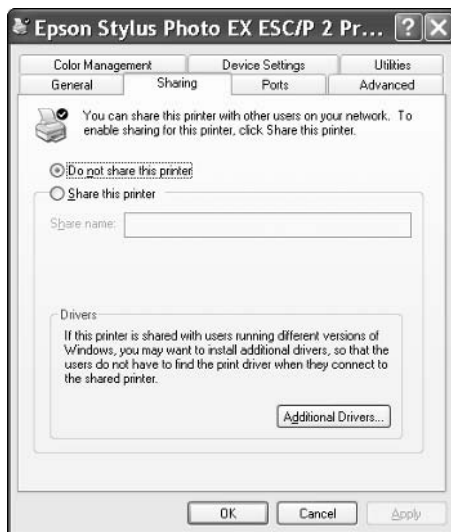 Epson Stylus Photo EX ESC/P 2 Pr... ? X
Color Management Device Settings Utilities
General Sharing Ports Advanced
You can share this printer with other users on your network. To
enable sharing for this printer, click Share this printer.
Do not share this printer
Share this printer
Share name:
Drivers
If this printer is shared with users running different versions of
Windows, you may want to install additional drivers, so that the
users do not have to find the print driver when they connect to
the shared printer.
Additional Drivers...
OK Cancel Apply